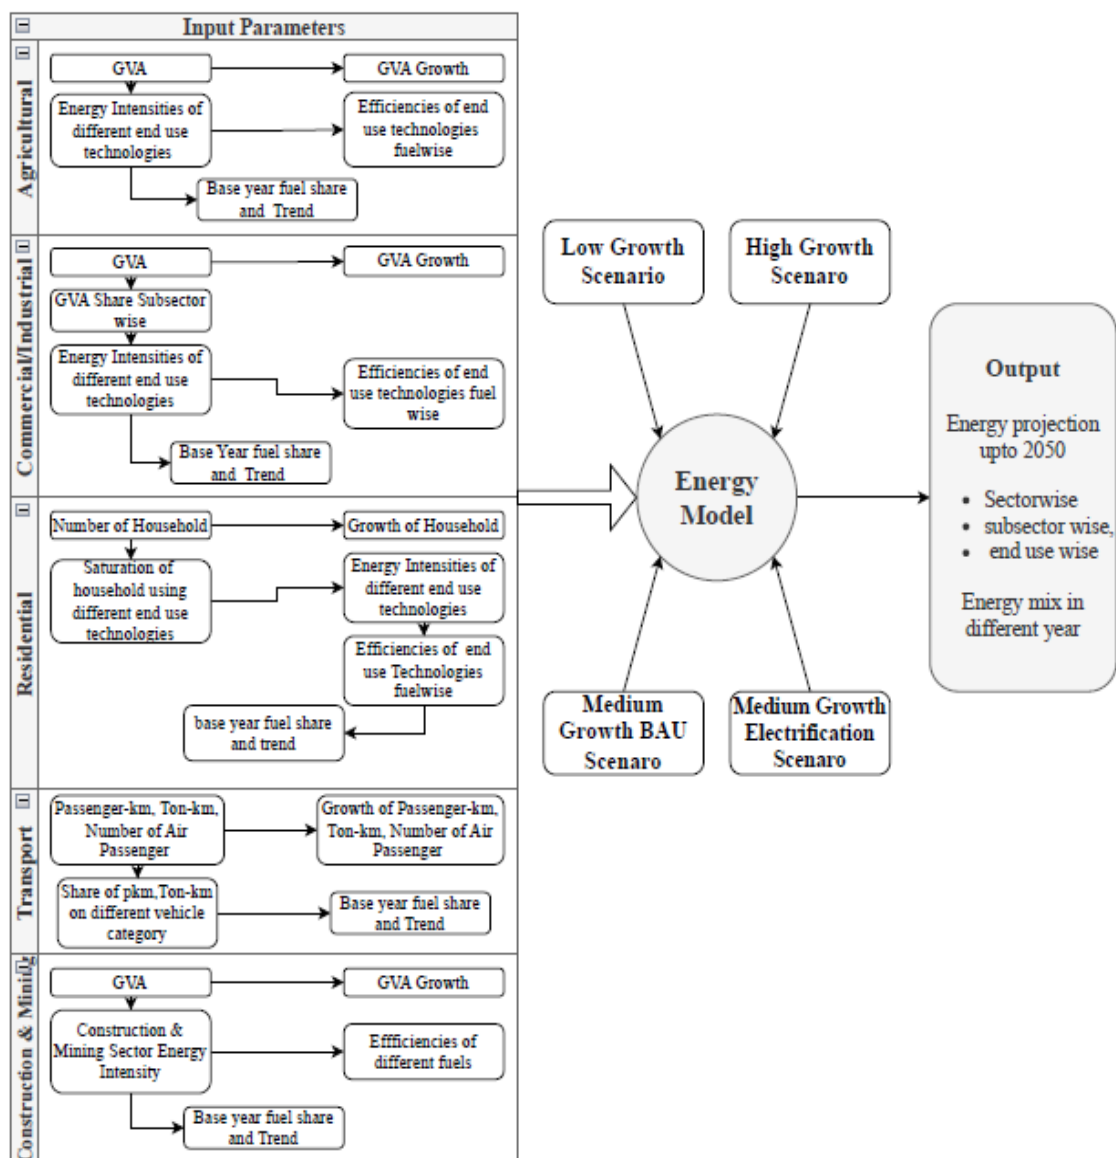 Input Parameters
Agricultural
GVA
GVA Growth
Energy Intensities of
different end use
technologies
Efficiencies of end
use technologies
fuelwise
Base year fuel share
and Trend
Commercial/Industrial
GVA
GVA Growth
GVA Share Subsector
wise
Energy Intensities of
different end use
technologies
Efficiencies of end
use technologies fuel
wise
Base Year fuel share
and Trend
Residential
Number of Household
Growth of Household
Saturation of
household using
different end use
technologies
Energy Intensities of
different end use
technologies
Efficiencies of end
use Technologies
fuelwise
base year fuel share
and trend
Transport
Passenger-km, Ton-km,
Number of Air
Passenger
Growth of Passenger-km,
Ton-km, Number of Air
Passenger
Share of pkm,Ton-km
on different vehicle
category
Base year fuel share
and Trend
Construction & Mining
GVA
GVA Growth
Construction &
Mining Sector Energy
Intensity
Effficiencies of
different fuels
Base year fuel share
and Trend
Low Growth
Scenario
High Growth
Scenaro
Energy
Model
Medium
Growth BAU
Scenaro
Medium Growth
Electrification
Scenaro
Output
Energy projection
upto 2050
• Sectorwise
• subsector wise,
• end use wise
Energy mix in
different year